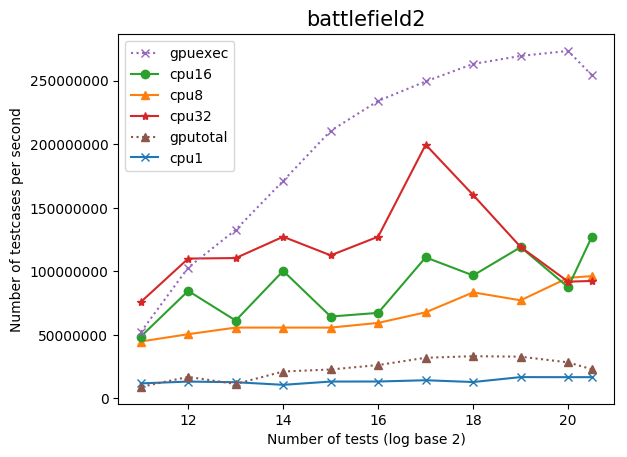 battlefield2
gpuexec
cpu16
cpu8
cpu32
gputotal
cpu1
Number of testcases per second
250000000
200000000
150000000
100000000
50000000
0
12 14 16 18 20
Number of tests (log base 2)